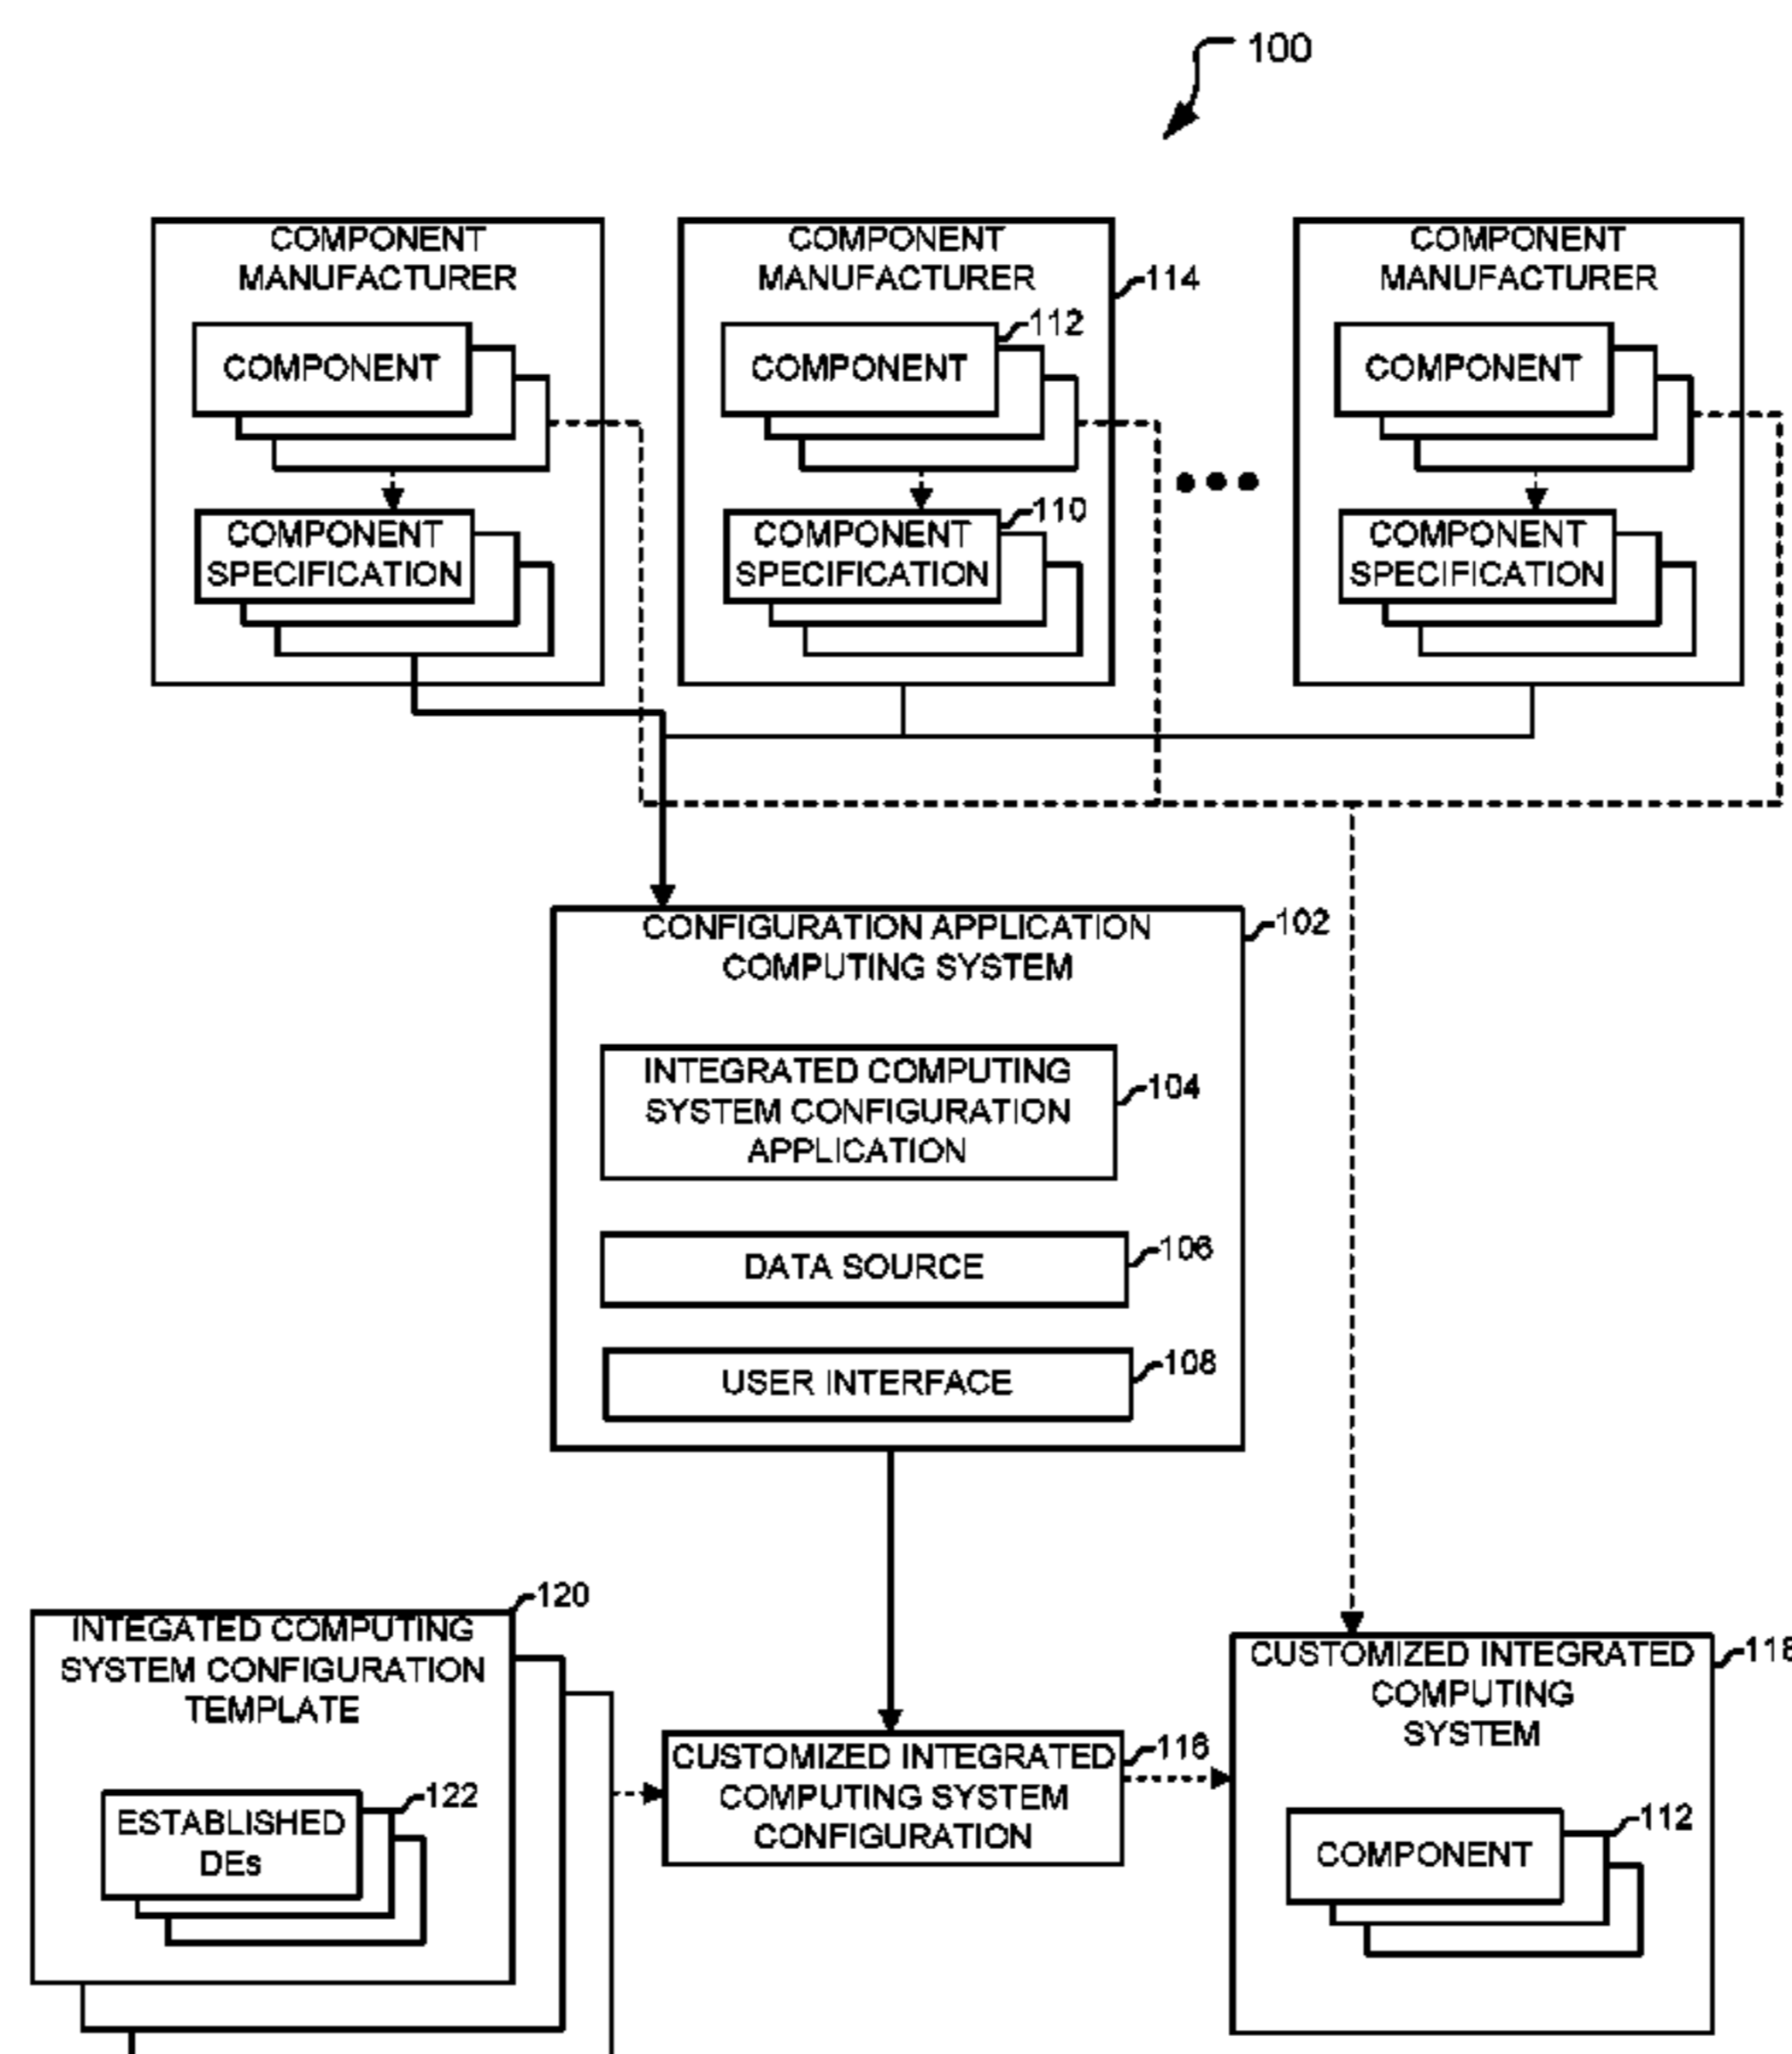 100
COMPONENT
MANUFACTURER
COMPONENT
COMPONENT
SPECIFICATION
COMPONENT
MANUFACTURER
114
112
COMPONENT
110
COMPONENT
SPECIFICATION
COMPONENT
MANUFACTURER
COMPONENT
COMPONENT
SPECIFICATION
CONFIGURATION APPLICATION
COMPUTING SYSTEM
102
INTEGRATED COMPUTING
SYSTEM CONFIGURATION
APPLICATION
104
DATA SOURCE
106
USER INTERFACE
108
120
INTEGATED COMPUTING
SYSTEM CONFIGURATION
TEMPLATE
122
ESTABLISHED
DEs
CUSTOMIZED INTEGRATED
COMPUTING SYSTEM
CONFIGURATION
116
CUSTOMIZED INTEGRATED
COMPUTING
SYSTEM
118
112
COMPONENT